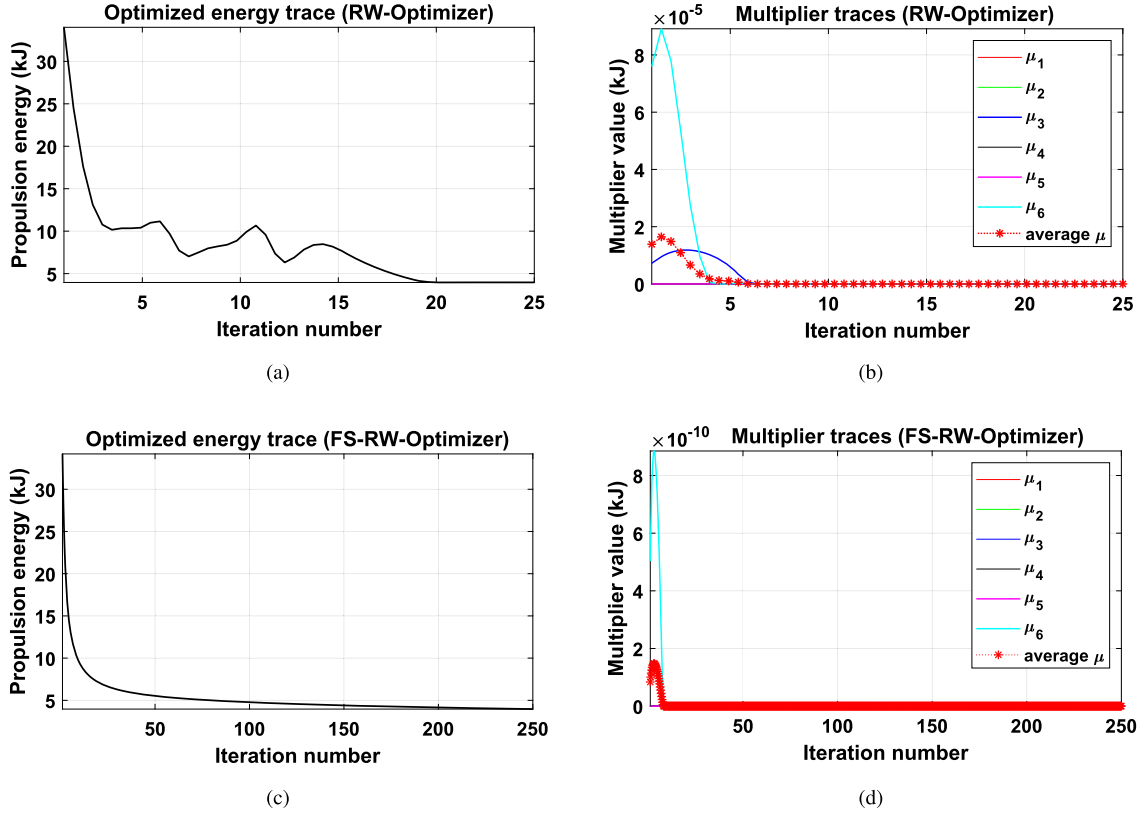 Optimized energy trace (RW-Optimizer)
Propulsion energy (kJ)
30
25
20
15
10
5
5
10
15
20
25
Iteration number
(a)
Multiplier traces (RW-Optimizer)
×10⁻⁵
Multiplier value (kJ)
8
6
4
2
0
5
10
15
20
25
Iteration number
μ₁
μ₂
μ₃
μ₄
μ₅
μ₆
average μ
(b)
Optimized energy trace (FS-RW-Optimizer)
Propulsion energy (kJ)
30
25
20
15
10
5
50
100
150
200
250
Iteration number
(c)
Multiplier traces (FS-RW-Optimizer)
×10⁻¹⁰
Multiplier value (kJ)
8
6
4
2
0
50
100
150
200
250
Iteration number
μ₁
μ₂
μ₃
μ₄
μ₅
μ₆
average μ
(d)